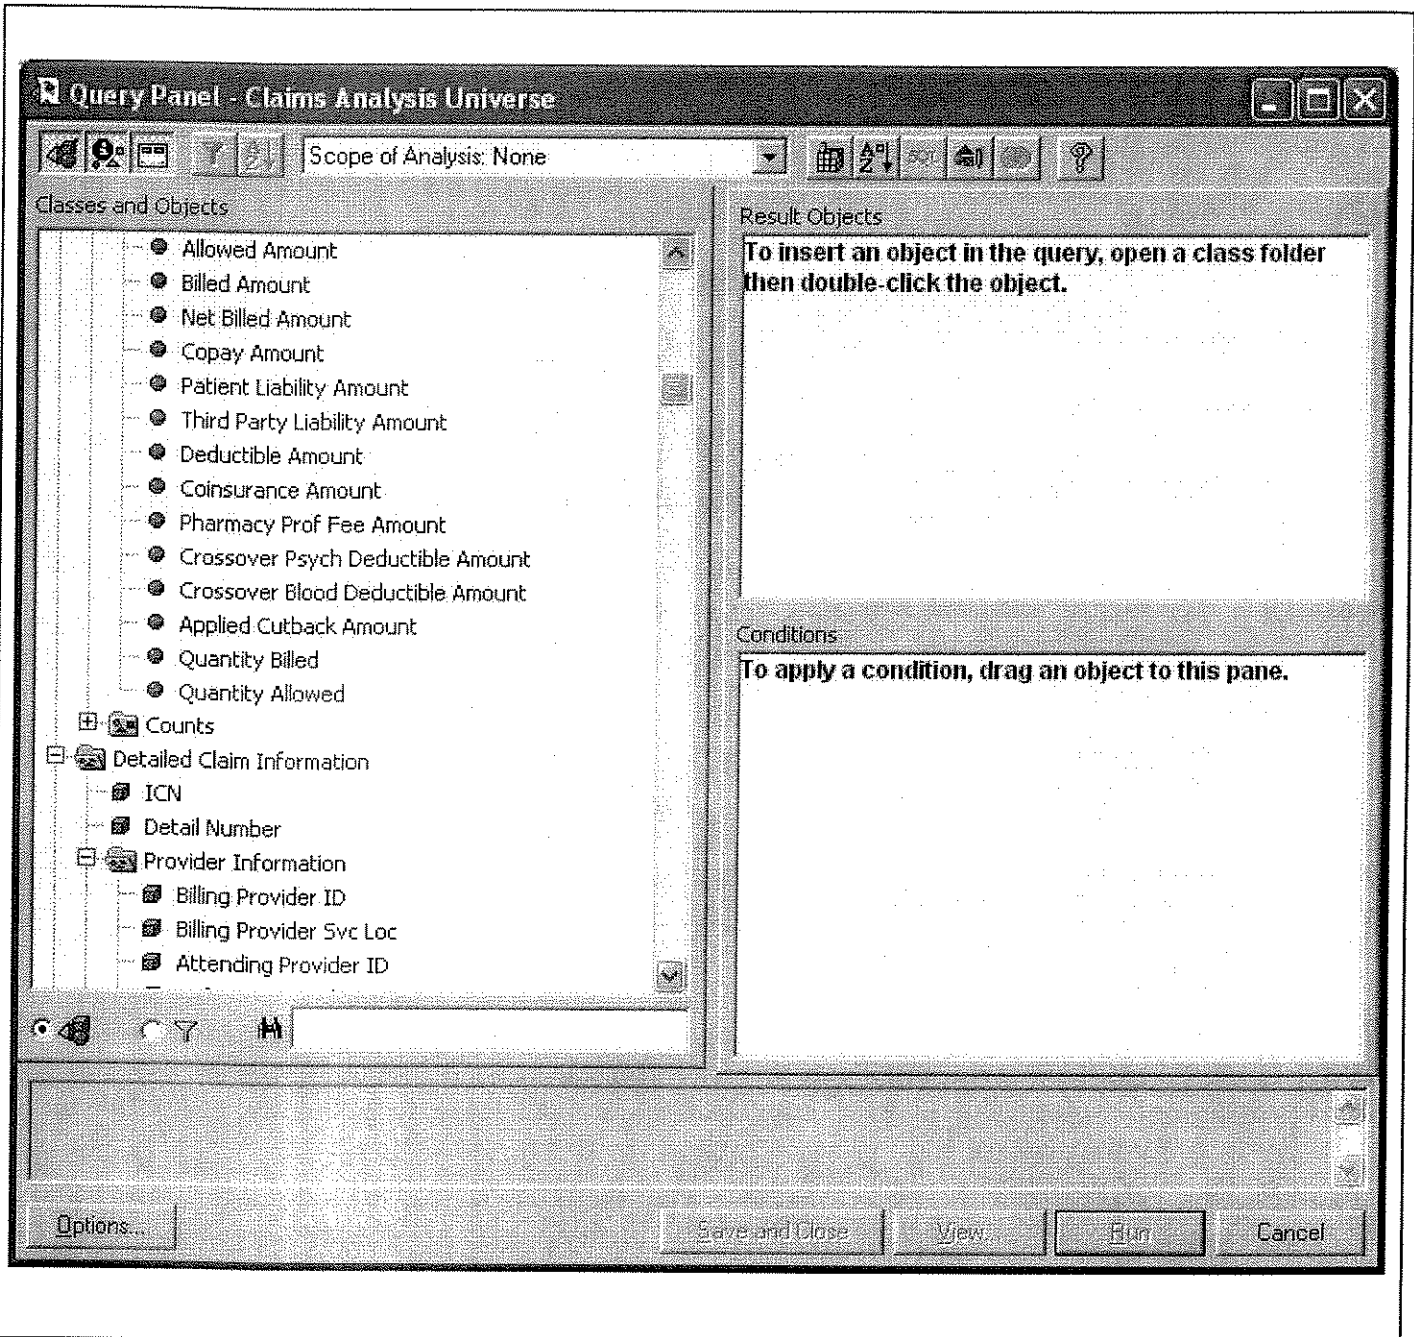 Query Panel - Claims Analysis Universe
Scope of Analysis: None
SQL
Classes and Objects
Allowed Amount
Billed Amount
Net Billed Amount
Copay Amount
Patient Liability Amount
Third Party Liability Amount
Deductible Amount
Coinsurance Amount
Pharmacy Prof Fee Amount
Crossover Psych Deductible Amount
Crossover Blood Deductible Amount
Applied Cutback Amount
Quantity Billed
Quantity Allowed
Counts
Detailed Claim Information
ICN
Detail Number
Provider Information
Billing Provider ID
Billing Provider Svc Loc
Attending Provider ID
Result Objects
To insert an object in the query, open a class folder
then double-click the object.
Conditions
To apply a condition, drag an object to this pane.
Options...
Save and Close
View...
Run
Cancel